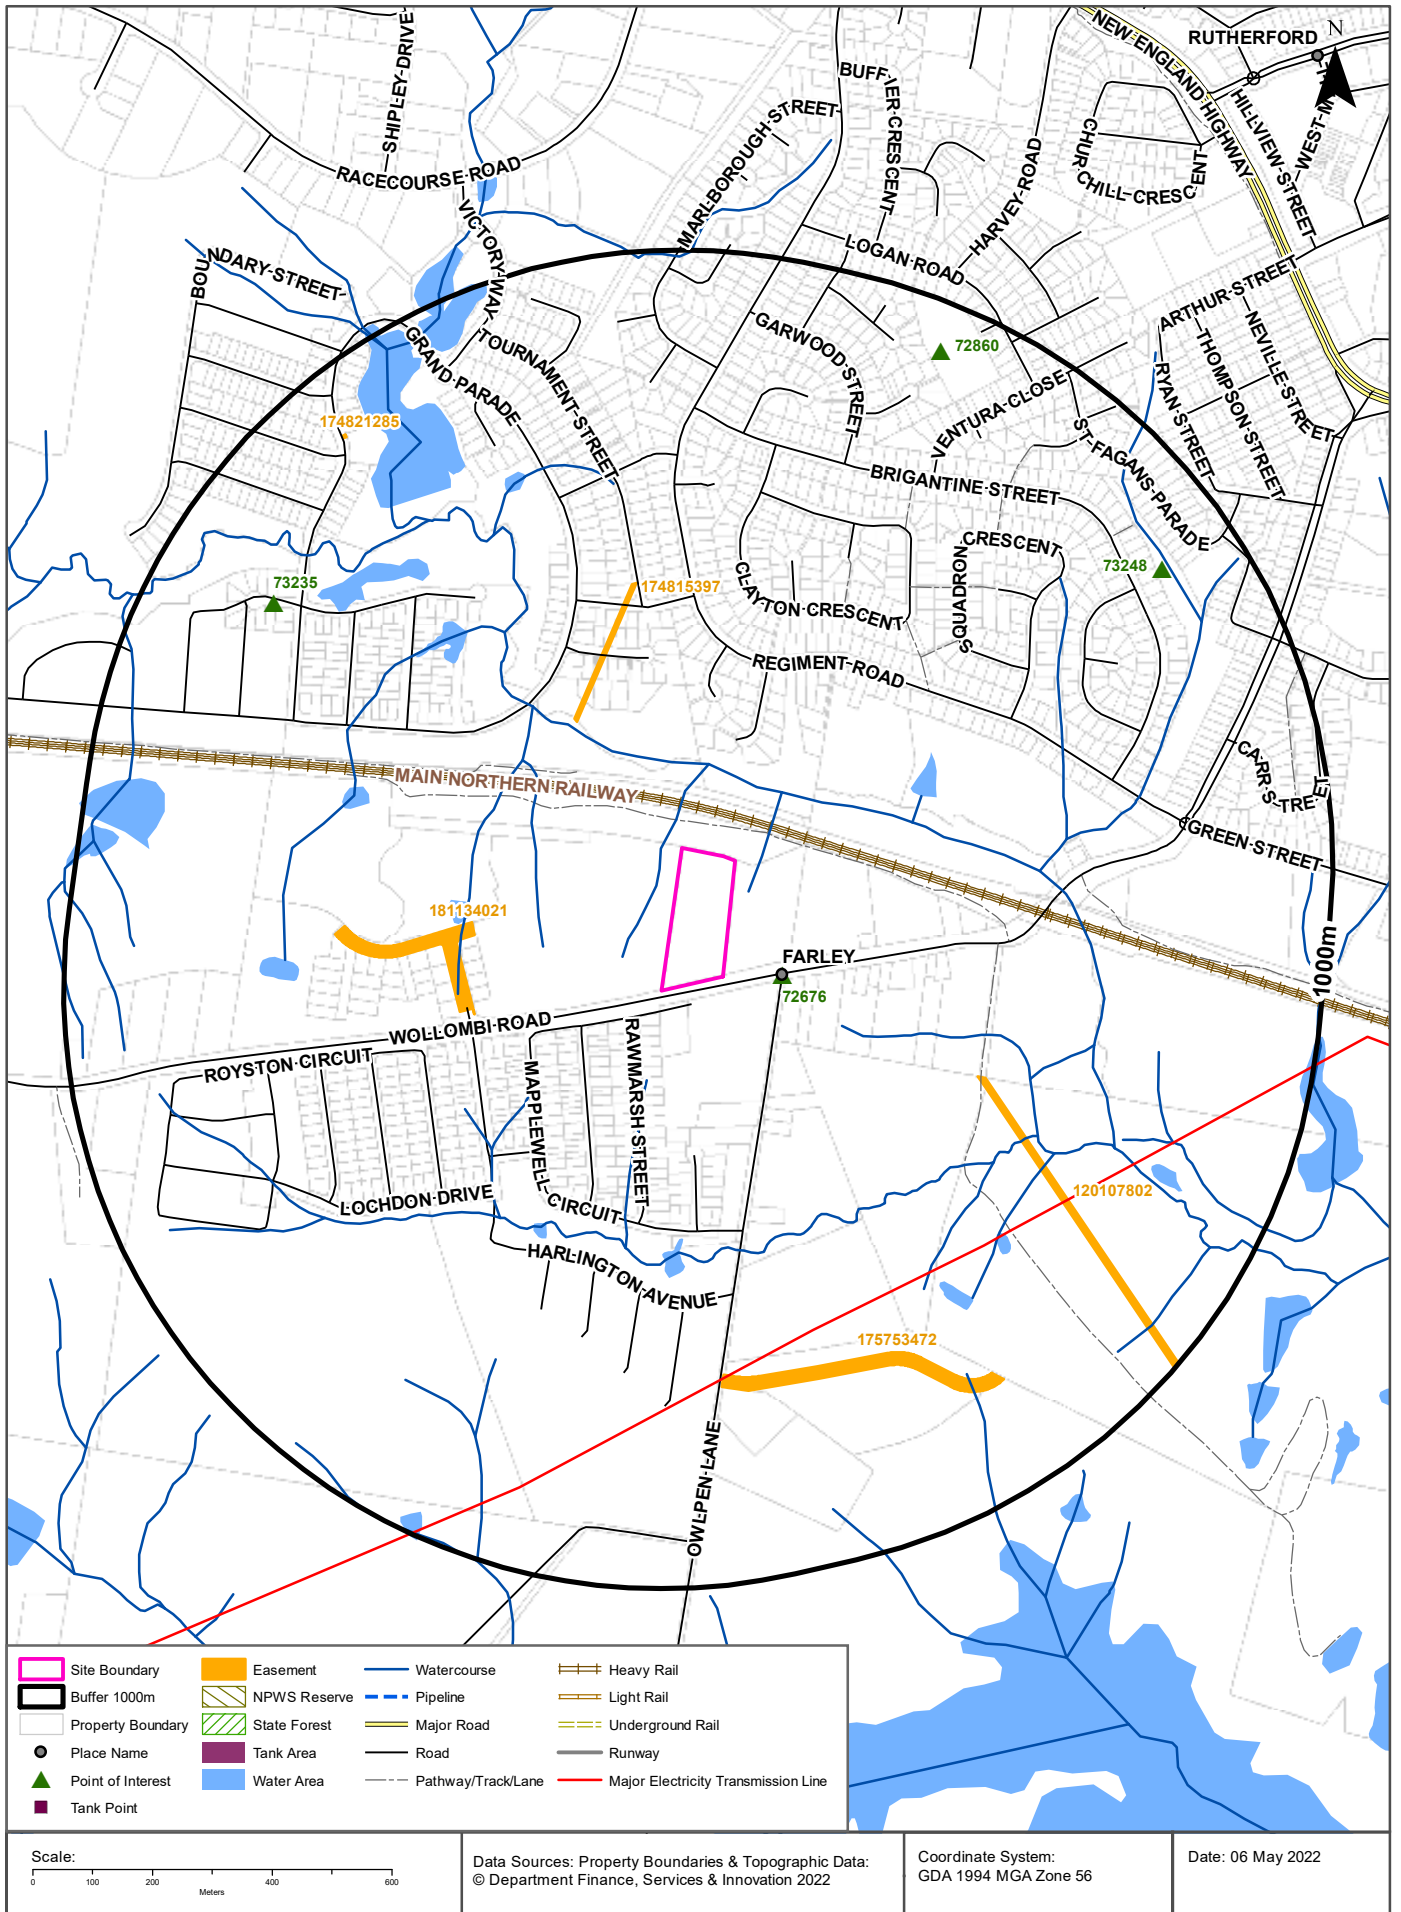 N
RUTHERFORD
NEW ENGLAND HIGHWAY
SHIPLEY DRIVE
BUFFIER CRESCENT
MARLBOROUGH STREET
HILLVIEW STREET
WEST M
CHURCHILL CRESCENT
HARVEY ROAD
RACECOURSE ROAD
VICTORY WAY
LOGAN ROAD
BOUNDARY STREET
ARTHUR STREET
NEVILLE STREET
THOMPSON STREET
RYAN STREET
GARWOOD STREET
72860
TOURNAMENT STREET
GRAND PARADE
VENTURA CLOSE
174821285
ST FAGANS PARADE
BRIGANTINE STREET
SQUADRON CRESCENT
73248
73235
174815397
CLAYTON CRESCENT
REGIMENT ROAD
CARR STREET
MAIN NORTHERN RAILWAY
GREEN STREET
181134021
1000m
FARLEY
72676
WOLLOMBI ROAD
ROYSTON CIRCUIT
RAWMARSH STREET
MAPPLEWELL CIRCUIT
LOCHDON DRIVE
120107802
HARLINGTON AVENUE
175753472
OWLPEN LANE
Site Boundary
Buffer 1000m
Property Boundary
Place Name
Point of Interest
Tank Point
Easement
NPWS Reserve
State Forest
Tank Area
Water Area
Watercourse
Pipeline
Major Road
Road
Pathway/Track/Lane
Heavy Rail
Light Rail
Underground Rail
Runway
Major Electricity Transmission Line
Scale:
0 100 200 400 600
Meters
Data Sources: Property Boundaries & Topographic Data:
© Department Finance, Services & Innovation 2022
Coordinate System:
GDA 1994 MGA Zone 56
Date: 06 May 2022